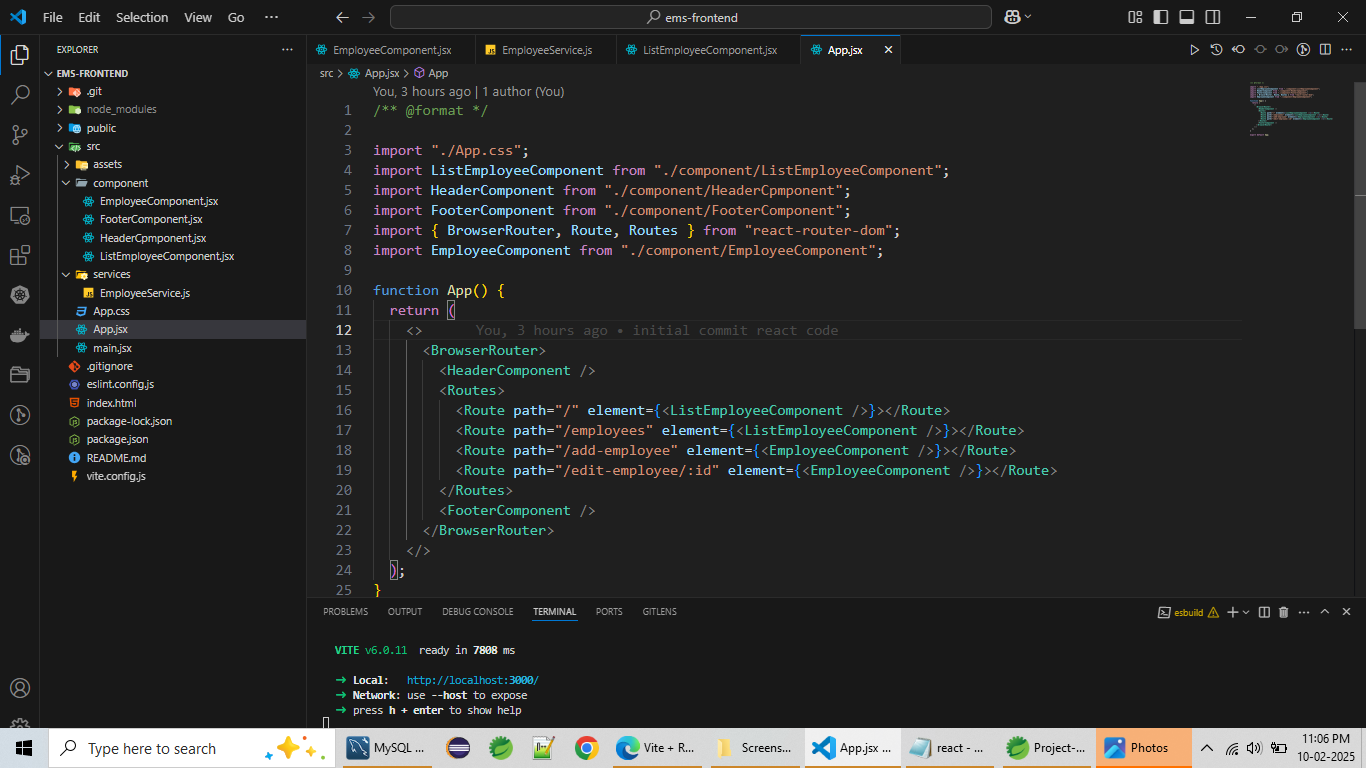 File Edit Selection View Go ··· ems-frontend
EXPLORER ···
EmployeeComponent.jsx JS EmployeeService.js ListEmployeeComponent.jsx App.jsx
EMS-FRONTEND
.git
node_modules
public
src
assets
component
EmployeeComponent.jsx
FooterComponent.jsx
HeaderCpmponent.jsx
ListEmployeeComponent.jsx
services
JS EmployeeService.js
App.css
App.jsx
main.jsx
.gitignore
eslint.config.js
index.html
package-lock.json
package.json
README.md
vite.config.js
src > App.jsx > App
You, 3 hours ago | 1 author (You)
1 /** @format */
2
3 import "./App.css";
4 import ListEmployeeComponent from "./component/ListEmployeeComponent";
5 import HeaderComponent from "./component/HeaderCpmponent";
6 import FooterComponent from "./component/FooterComponent";
7 import { BrowserRouter, Route, Routes } from "react-router-dom";
8 import EmployeeComponent from "./component/EmployeeComponent";
9
10 function App() {
11 return (
12 <> You, 3 hours ago • initial commit react code
13 <BrowserRouter>
14 <HeaderComponent />
15 <Routes>
16 <Route path="/" element={<ListEmployeeComponent />}></Route>
17 <Route path="/employees" element={<ListEmployeeComponent />}></Route>
18 <Route path="/add-employee" element={<EmployeeComponent />}></Route>
19 <Route path="/edit-employee/:id" element={<EmployeeComponent />}></Route>
20 </Routes>
21 <FooterComponent />
22 </BrowserRouter>
23 </>
24 );
25 }
PROBLEMS OUTPUT DEBUG CONSOLE TERMINAL PORTS GITLENS esbuild
VITE v6.0.11 ready in 7808 ms
➜ Local: http://localhost:3000/
➜ Network: use --host to expose
➜ press h + enter to show help
Type here to search MySQL ... Vite + R... Screens... App.jsx ... react - ... Project-... Photos 11:06 PM
10-02-2025